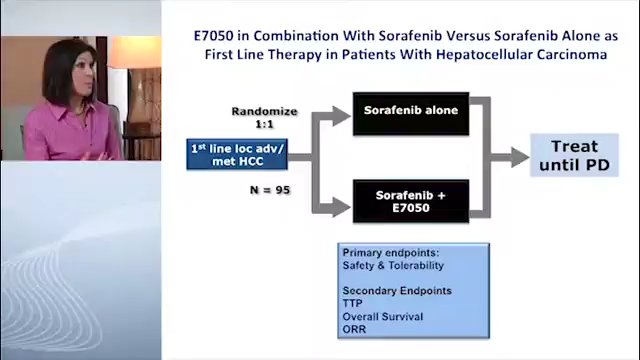 E7050 in Combination With Sorafenib Versus Sorafenib Alone as
First Line Therapy in Patients With Hepatocellular Carcinoma
Randomize
1:1
1st line loc adv/
met HCC
N = 95
Sorafenib alone
Sorafenib +
E7050
Treat
until PD
Primary endpoints:
Safety & Tolerability
Secondary Endpoints
TTP
Overall Survival
ORR